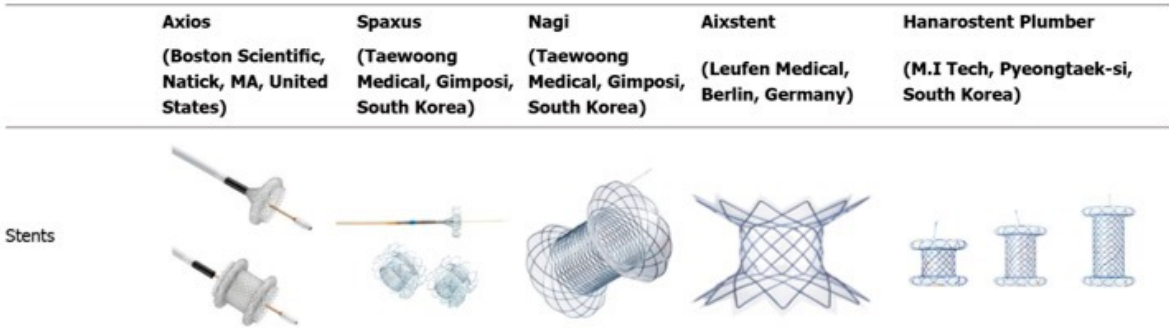 Axios
Spaxus
Nagi
Aixstent
Hanarostent Plumber
(Boston Scientific,
Natick, MA, United
States)
(Taewoong
Medical, Gimposi,
South Korea)
(Taewoong
Medical, Gimposi,
South Korea)
(Leufen Medical,
Berlin, Germany)
(M.I Tech, Pyeongtaek-si,
South Korea)
Stents